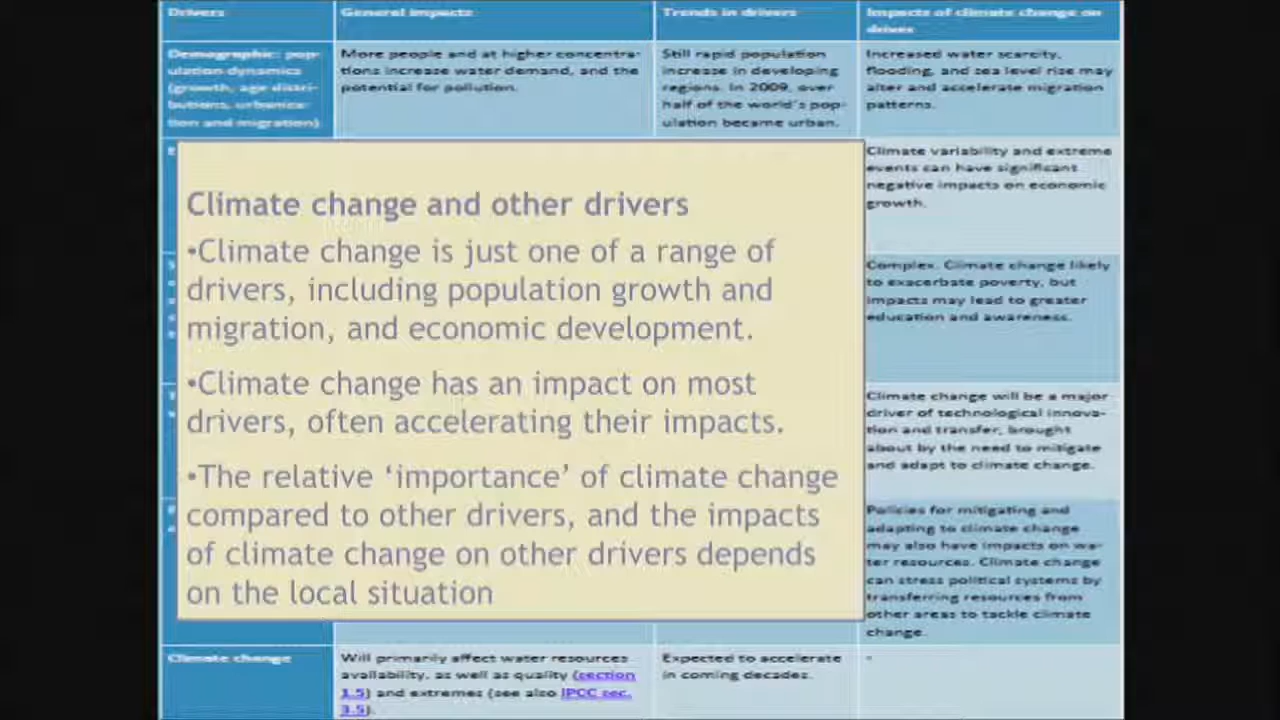 Drivers
General impacts
Trends in drivers
Impacts of climate change on
driver
Demographic: pop-
ulation dynamics
(growth, age distri-
butions, urbaniza-
tion and migration)
More people and at higher concentra-
tions increase water demand, and the
potential for pollution.
Still rapid population
increase in developing
regions. In 2009, over
half of the world's pop-
ulation became urban.
Increased water scarcity,
flooding, and sea level rise may
alter and accelerate migration
patterns.
Climate variability and extreme
events can have significant
negative impacts on economic
growth.
Complex. Climate change likely
to exacerbate poverty, but
impacts may lead to greater
education and awareness.
Climate change will be a major
driver of technological innova-
tion and transfer, brought
about by the need to mitigate
and adapt to climate change.
Policies for mitigating and
adapting to climate change
may also have impacts on wa-
ter resources. Climate change
can stress political systems by
transferring resources from
other areas to tackle climate
change.
Climate change and other drivers
•Climate change is just one of a range of
drivers, including population growth and
migration, and economic development.
•Climate change has an impact on most
drivers, often accelerating their impacts.
•The relative ‘importance’ of climate change
compared to other drivers, and the impacts
of climate change on other drivers depends
on the local situation
Climate change
Will primarily affect water resources
availability, as well as quality (section
1.5) and extremes (see also IPCC sec.
3.5).
Expected to accelerate
in coming decades.